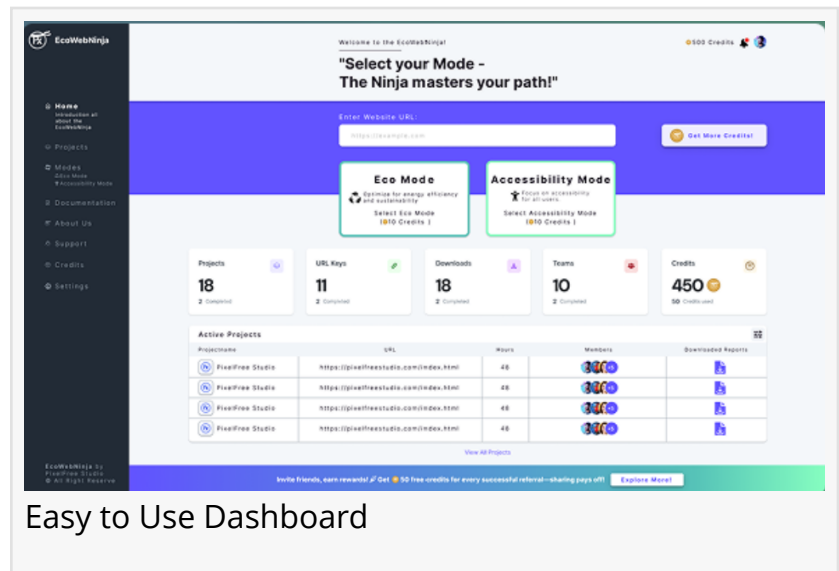 EcoWebNinja
Home
Introduction all
about the
EcoWebNinja
Projects
Modes
Eco Mode
Accessibility Mode
Documentation
About Us
Support
Credits
Settings
EcoWebNinja by
PixelFree Studio
© All Right Reserve
Welcome to the EcoWebNinja!
500 Credits
"Select your Mode -
The Ninja masters your path!"
Enter Website URL:
https://example.com
Get More Credits!
Eco Mode
Optimize for energy efficiency
and sustainability
Select Eco Mode
(10 Credits )
Accessibility Mode
Focus on accessibility
for all users.
Select Accessibility Mode
(10 Credits )
Projects
18
2 Completed
URL Keys
11
2 Completed
Downloads
18
2 Completed
Teams
10
2 Completed
Credits
450
50 Credits used
Active Projects
Projectname URL Hours Members Downloaded Reports
PixelFree Studio https://pixelfreestudio.com/index.html 48 +5
PixelFree Studio https://pixelfreestudio.com/index.html 48 +5
PixelFree Studio https://pixelfreestudio.com/index.html 48 +5
PixelFree Studio https://pixelfreestudio.com/index.html 48 +5
View All Projects
Invite friends, earn rewards! Get 50 free credits for every successful referral—sharing pays off! Explore More!
Easy to Use Dashboard